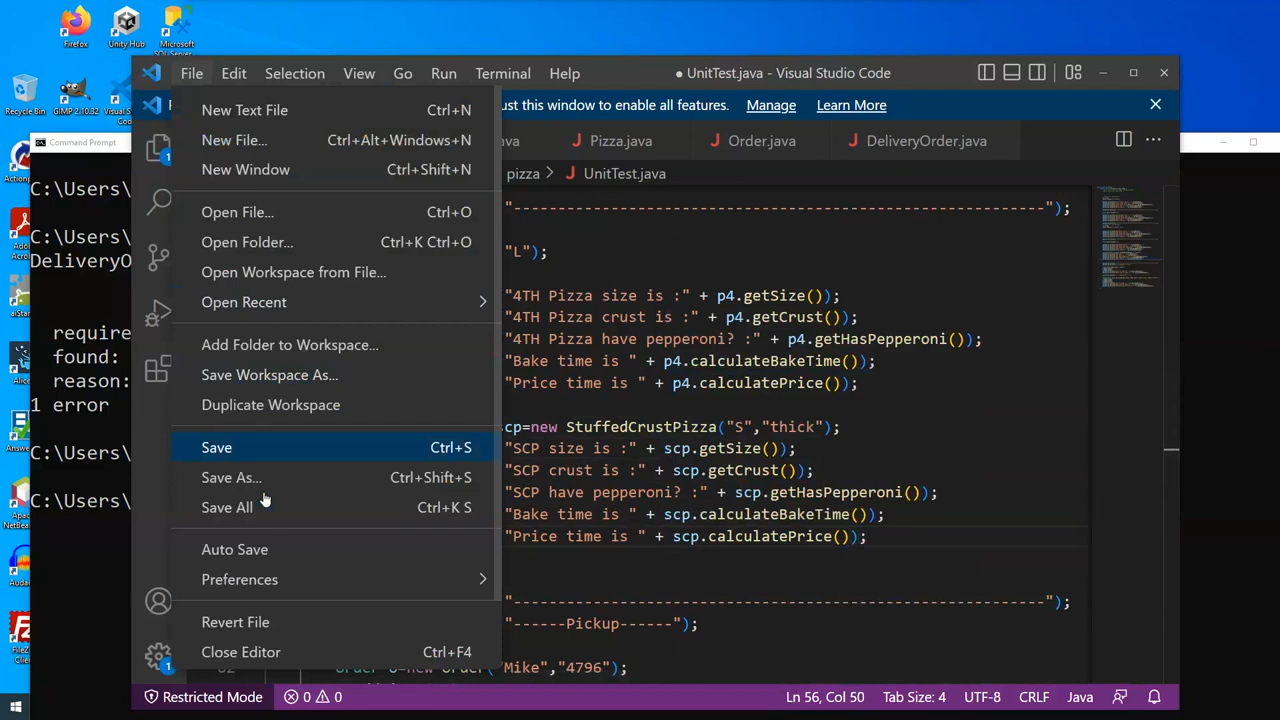 Firefox
Unity Hub
Microsoft
SQL Server
Recycle Bin
GIMP 2.10.32
File Edit Selection View Go Run Terminal Help
● UnitTest.java - Visual Studio Code
ust this window to enable all features. Manage Learn More
Command Prompt
New Text File Ctrl+N
New File... Ctrl+Alt+Windows+N
New Window Ctrl+Shift+N
Open File... Ctrl+O
Open Folder... Ctrl+K Ctrl+O
Open Workspace from File...
Open Recent
Add Folder to Workspace...
Save Workspace As...
Duplicate Workspace
Save Ctrl+S
Save As... Ctrl+Shift+S
Save All Ctrl+K S
Auto Save
Preferences
Revert File
Close Editor Ctrl+F4
va Pizza.java Order.java DeliveryOrder.java
pizza > UnitTest.java
"------------------------------------------------------------");
"L");
"4TH Pizza size is :" + p4.getSize());
"4TH Pizza crust is :" + p4.getCrust());
"4TH Pizza have pepperoni? :" + p4.getHasPepperoni());
"Bake time is " + p4.calculateBakeTime());
"Price time is " + p4.calculatePrice());
scp=new StuffedCrustPizza("S","thick");
"SCP size is :" + scp.getSize());
"SCP crust is :" + scp.getCrust());
"SCP have pepperoni? :" + scp.getHasPepperoni());
"Bake time is " + scp.calculateBakeTime());
"Price time is " + scp.calculatePrice());
"------------------------------------------------------------");
"------Pickup------");
"Mike","4796");
C:\Users\
C:\Users\
DeliveryO
require
found:
reason:
1 error
C:\Users\
C:\Users\
Restricted Mode 0 0 Ln 56, Col 50 Tab Size: 4 UTF-8 CRLF Java